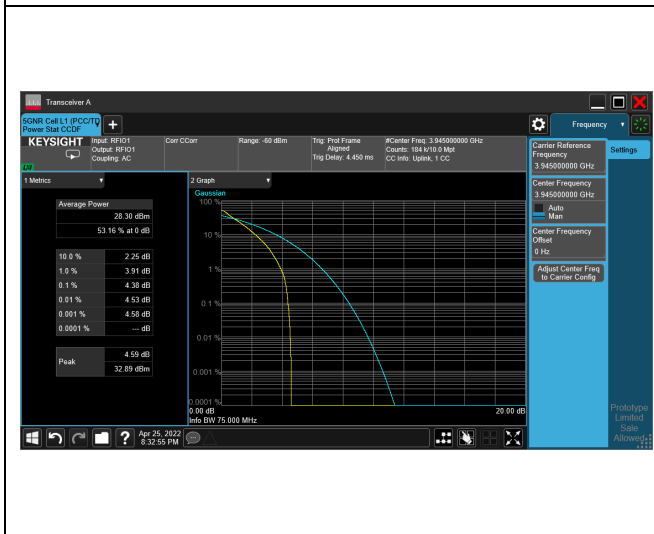 Transceiver A
5GNR Cell L1 (PCC/TD
Power Stat CCDF
Frequency
KEYSIGHT
Input: RFIO1
Output: RFIO1
Coupling: AC
Corr CCorr
Range: -60 dBm
Trig: Prot Frame
Aligned
Trig Delay: 4.450 ms
#Center Freq: 3.945000000 GHz
Counts: 184 k/10.0 Mpt
CC Info: Uplink, 1 CC
1 Metrics
Average Power
28.30 dBm
53.16 % at 0 dB
10.0 % 2.25 dB
1.0 % 3.91 dB
0.1 % 4.38 dB
0.01 % 4.53 dB
0.001 % 4.58 dB
0.0001 % --- dB
Peak
4.59 dB
32.89 dBm
2 Graph
Gaussian
100 %
10 %
1 %
0.1 %
0.01 %
0.001 %
0.0001 %
0.00 dB 20.00 dB
Info BW 75.000 MHz
Carrier Reference
Frequency
3.945000000 GHz
Center Frequency
3.945000000 GHz
Auto
Man
Center Frequency
Offset
0 Hz
Adjust Center Freq
to Carrier Config
Settings
Prototype
Limited
Sale
Allowed
?
Apr 25, 2022
8:32:55 PM